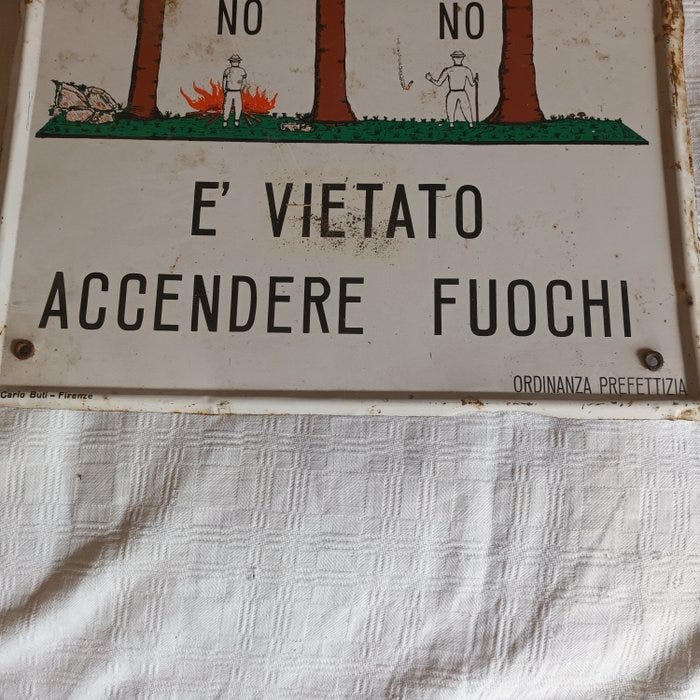 NO
NO
E' VIETATO
ACCENDERE FUOCHI
ORDINANZA PREFETTIZIA
Carlo Buti - Firenze